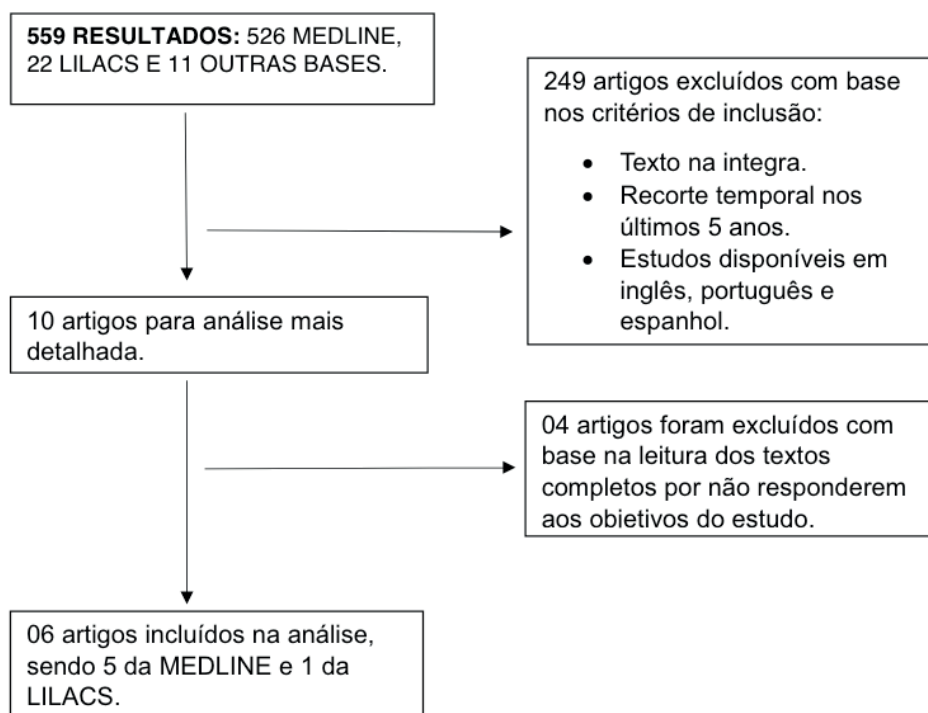 559 RESULTADOS: 526 MEDLINE,
22 LILACS E 11 OUTRAS BASES.
249 artigos excluídos com base
nos critérios de inclusão:
• Texto na integra.
• Recorte temporal nos
últimos 5 anos.
• Estudos disponíveis em
inglês, português e
espanhol.
10 artigos para análise mais
detalhada.
04 artigos foram excluídos com
base na leitura dos textos
completos por não responderem
aos objetivos do estudo.
06 artigos incluídos na análise,
sendo 5 da MEDLINE e 1 da
LILACS.